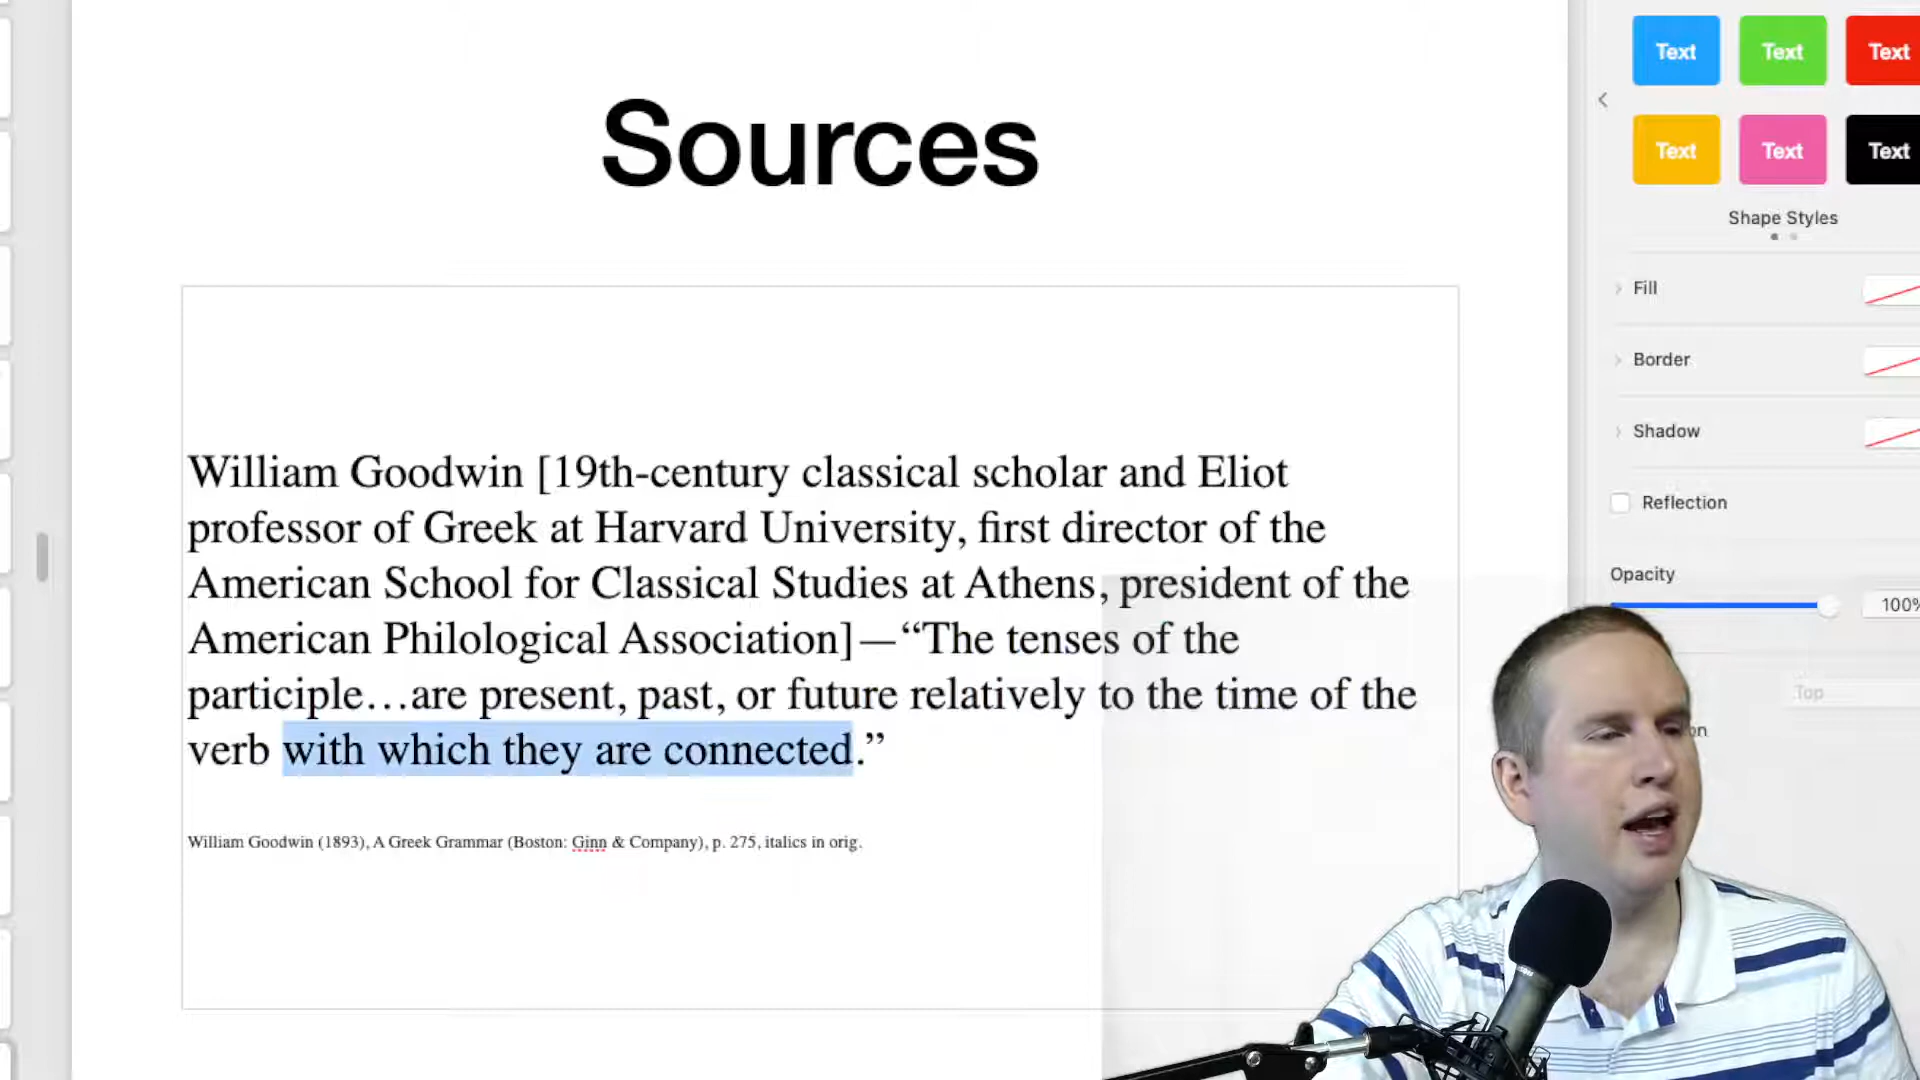 Sources
William Goodwin [19th-century classical scholar and Eliot
professor of Greek at Harvard University, first director of the
American School for Classical Studies at Athens, president of the
American Philological Association]—“The tenses of the
participle…are present, past, or future relatively to the time of the
verb with which they are connected.”
William Goodwin (1893), A Greek Grammar (Boston: Ginn & Company), p. 275, italics in orig.
Text Text Text
Text Text Text
Shape Styles
Fill
Border
Shadow
Reflection
Opacity
100%
Top